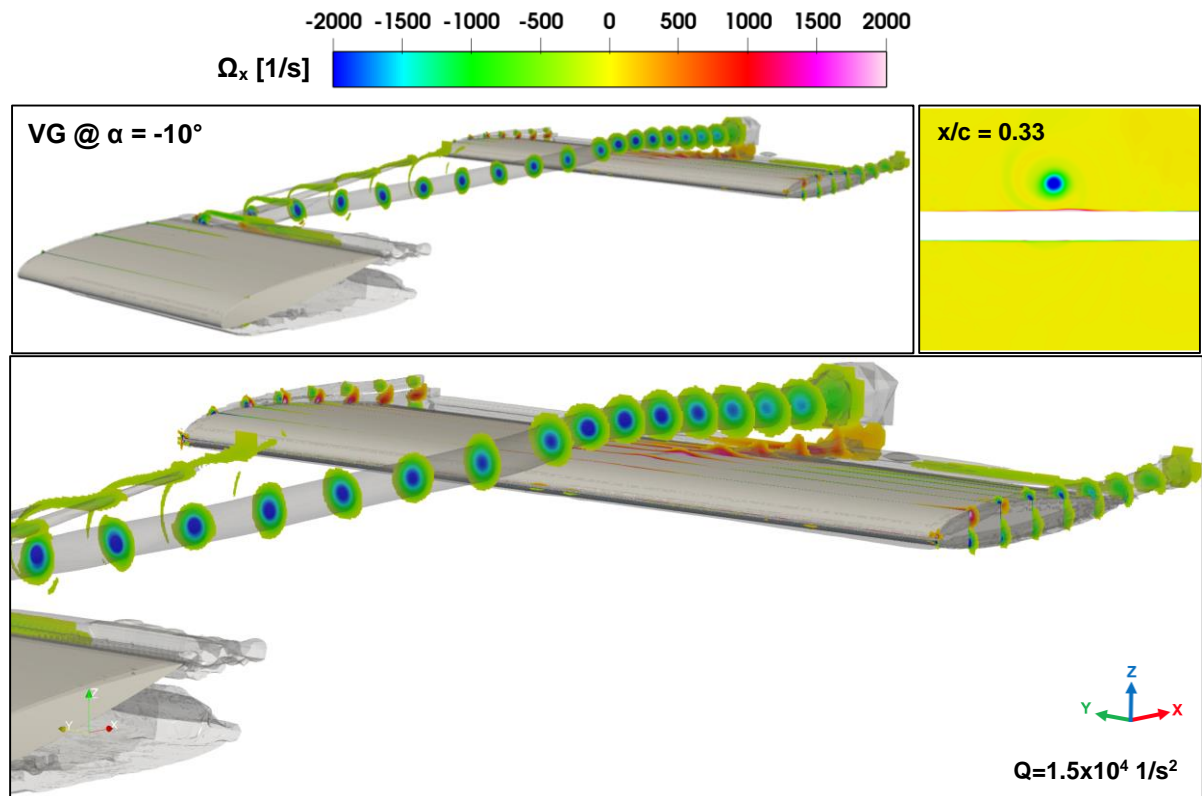 -2000 -1500 -1000 -500 0 500 1000 1500 2000
Ωx [1/s]
VG @ α = -10°
x/c = 0.33
Z
Y X
Z
Y X
Q=1.5x10⁴ 1/s²